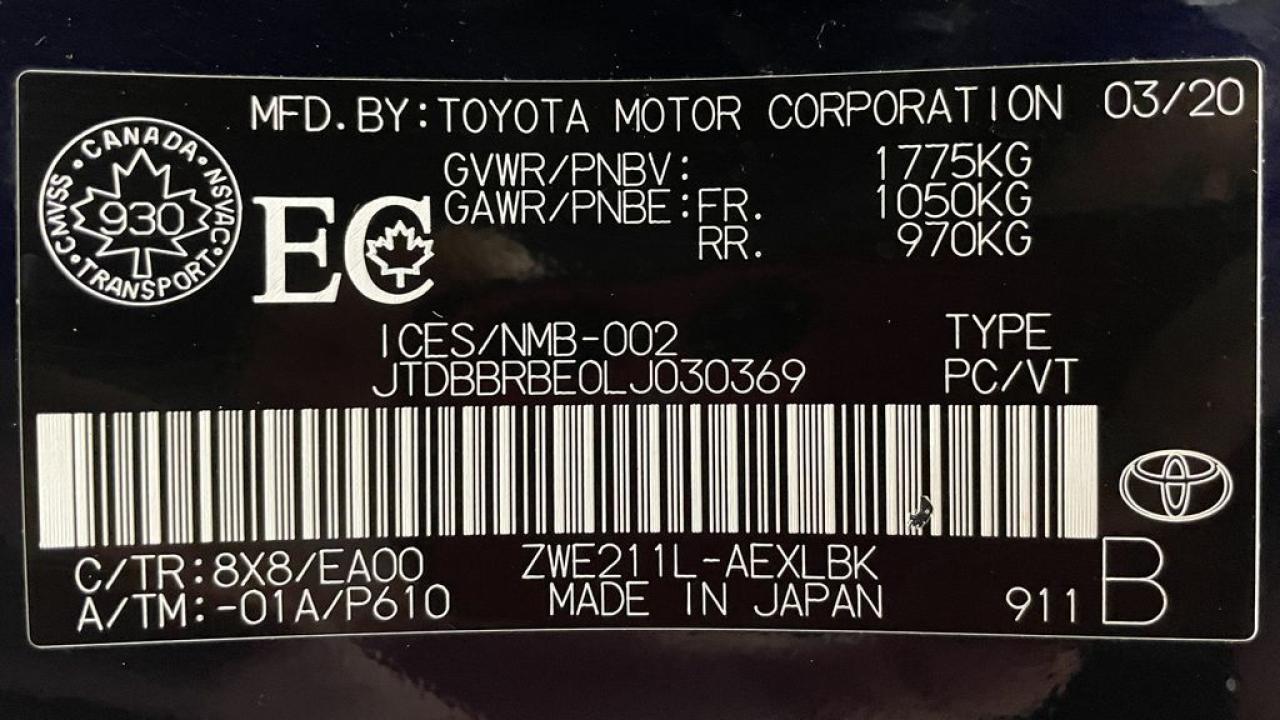 MFD.BY:TOYOTA MOTOR CORPORATION 03/20
GVWR/PNBV: 1775KG
GAWR/PNBE:FR. 1050KG
RR. 970KG
CANADA
CMVSS
NSVAC
930
TRANSPORT
EC
ICES/NMB-002 TYPE
JTDBBRBE0LJ030369 PC/VT
C/TR:8X8/EA00 ZWE211L-AEXLBK
A/TM:-01A/P610 MADE IN JAPAN 911 B